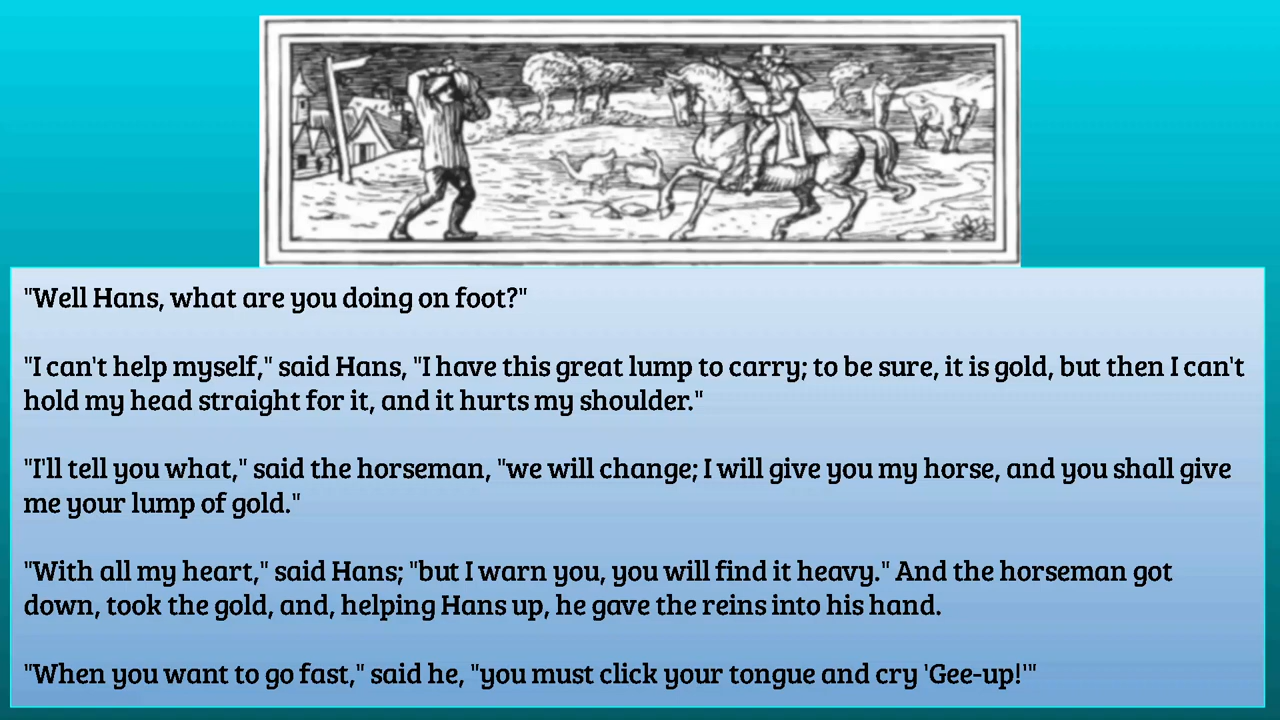 "Well Hans, what are you doing on foot?"
"I can't help myself," said Hans, "I have this great lump to carry; to be sure, it is gold, but then I can't
hold my head straight for it, and it hurts my shoulder."
"I'll tell you what," said the horseman, "we will change; I will give you my horse, and you shall give
me your lump of gold."
"With all my heart," said Hans; "but I warn you, you will find it heavy." And the horseman got
down, took the gold, and, helping Hans up, he gave the reins into his hand.
"When you want to go fast," said he, "you must click your tongue and cry 'Gee-up!'"